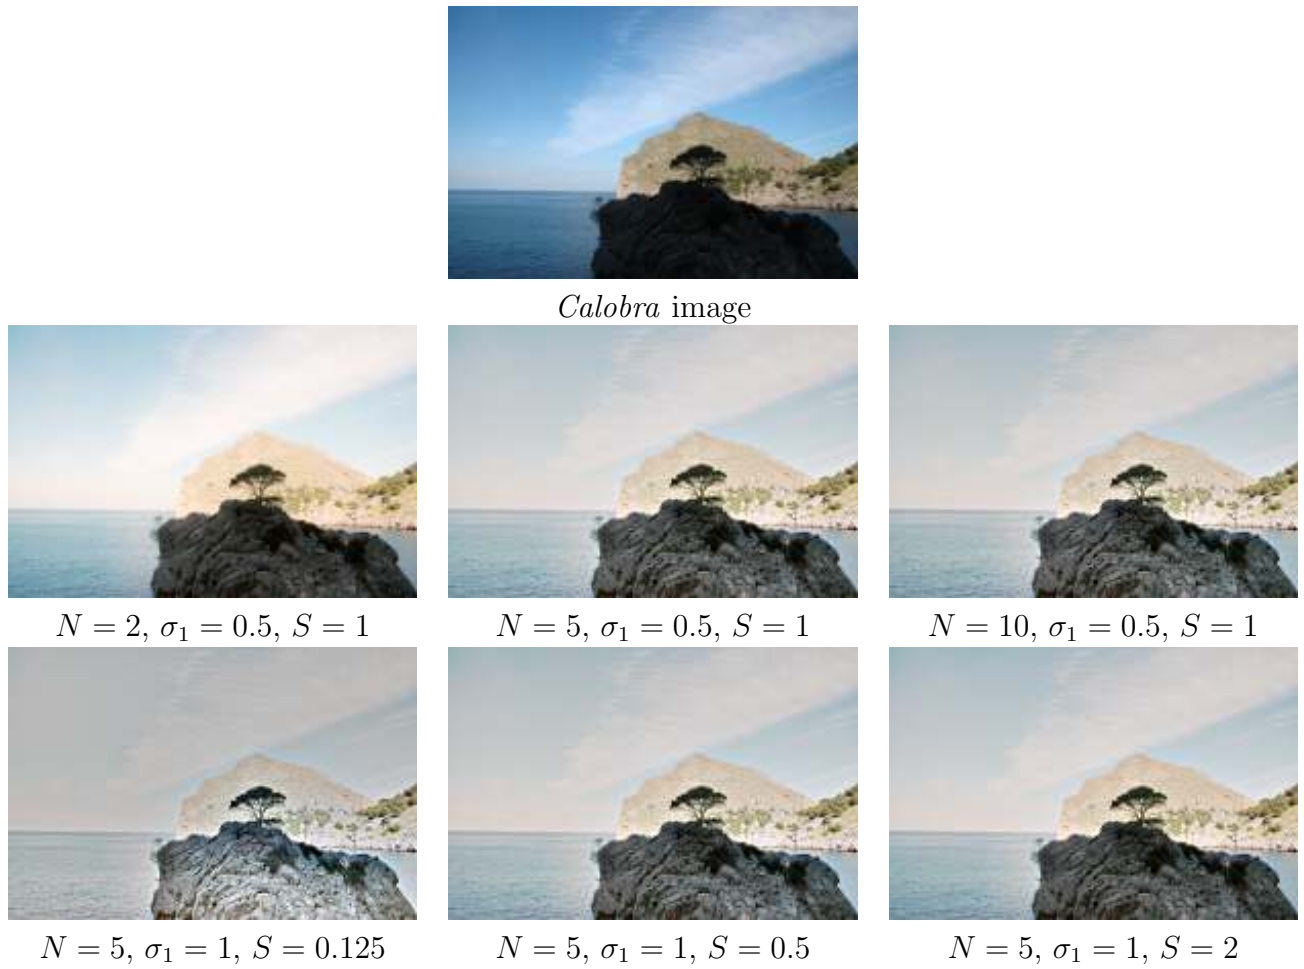 Calobra image
N = 2, σ₁ = 0.5, S = 1
N = 5, σ₁ = 0.5, S = 1
N = 10, σ₁ = 0.5, S = 1
N = 5, σ₁ = 1, S = 0.125
N = 5, σ₁ = 1, S = 0.5
N = 5, σ₁ = 1, S = 2